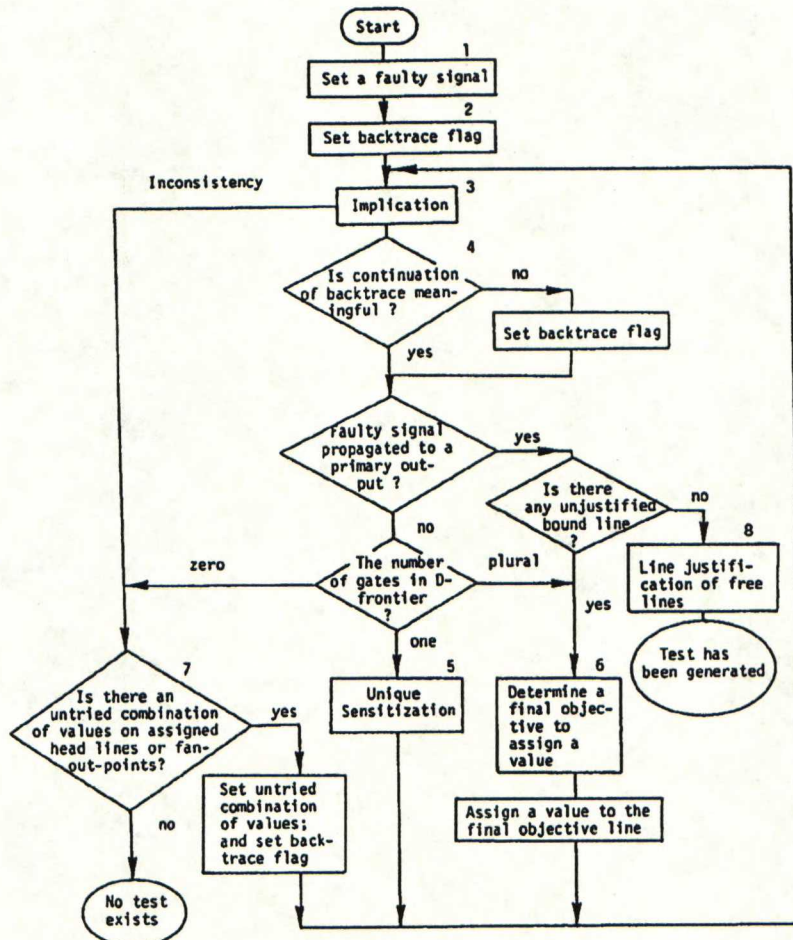 Start
1
Set a faulty signal
2
Set backtrace flag
Inconsistency
3
Implication
4
Is continuation
of backtrace mean-
ingful ?
no
Set backtrace flag
yes
Faulty signal
propagated to a
primary out-
put ?
yes
Is there
any unjustified
bound line
?
no
8
Line justifi-
cation of free
lines
Test has
been generated
no
The number
of gates in D-
frontier
?
zero
plural
yes
one
5
Unique
Sensitization
6
Determine a
final objec-
tive to
assign a
value
Assign a value to the
final objective line
7
Is there an
untried combination
of values on assigned
head lines or fan-
out-points?
yes
Set untried
combination
of values;
and set back-
trace flag
no
No test
exists